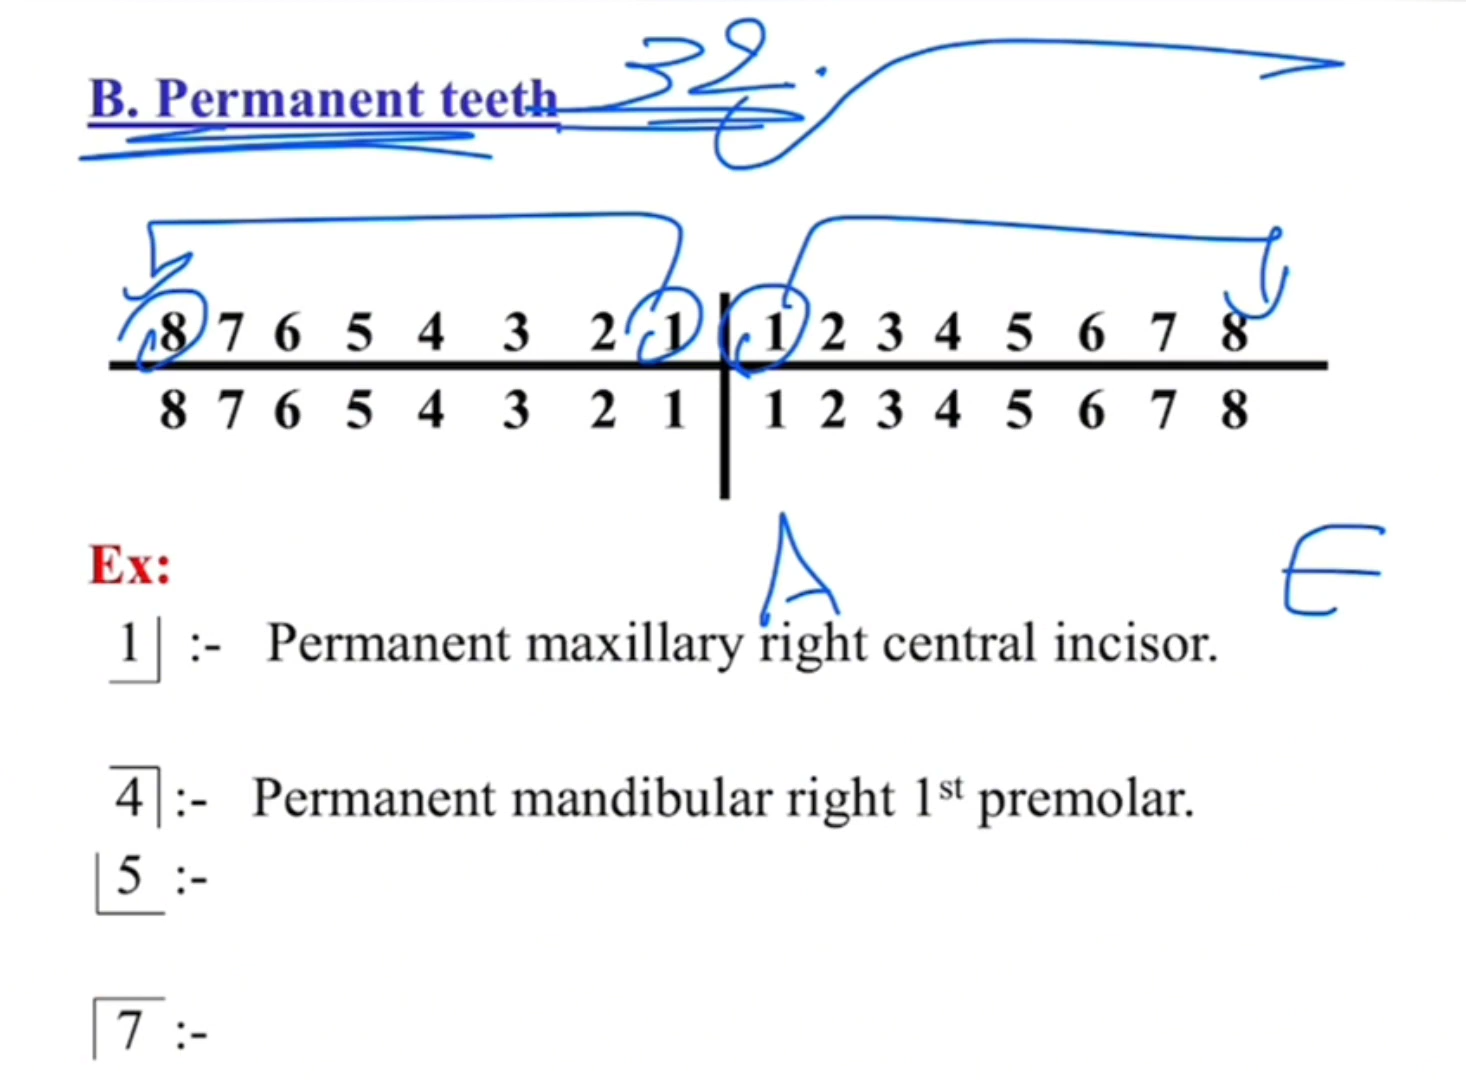 B. Permanent teeth 32.
8 7 6 5 4 3 2 1 | 1 2 3 4 5 6 7 8
8 7 6 5 4 3 2 1 | 1 2 3 4 5 6 7 8
A E
Ex:
1 :- Permanent maxillary right central incisor.
4 :- Permanent mandibular right 1st premolar.
5 :-
7 :-